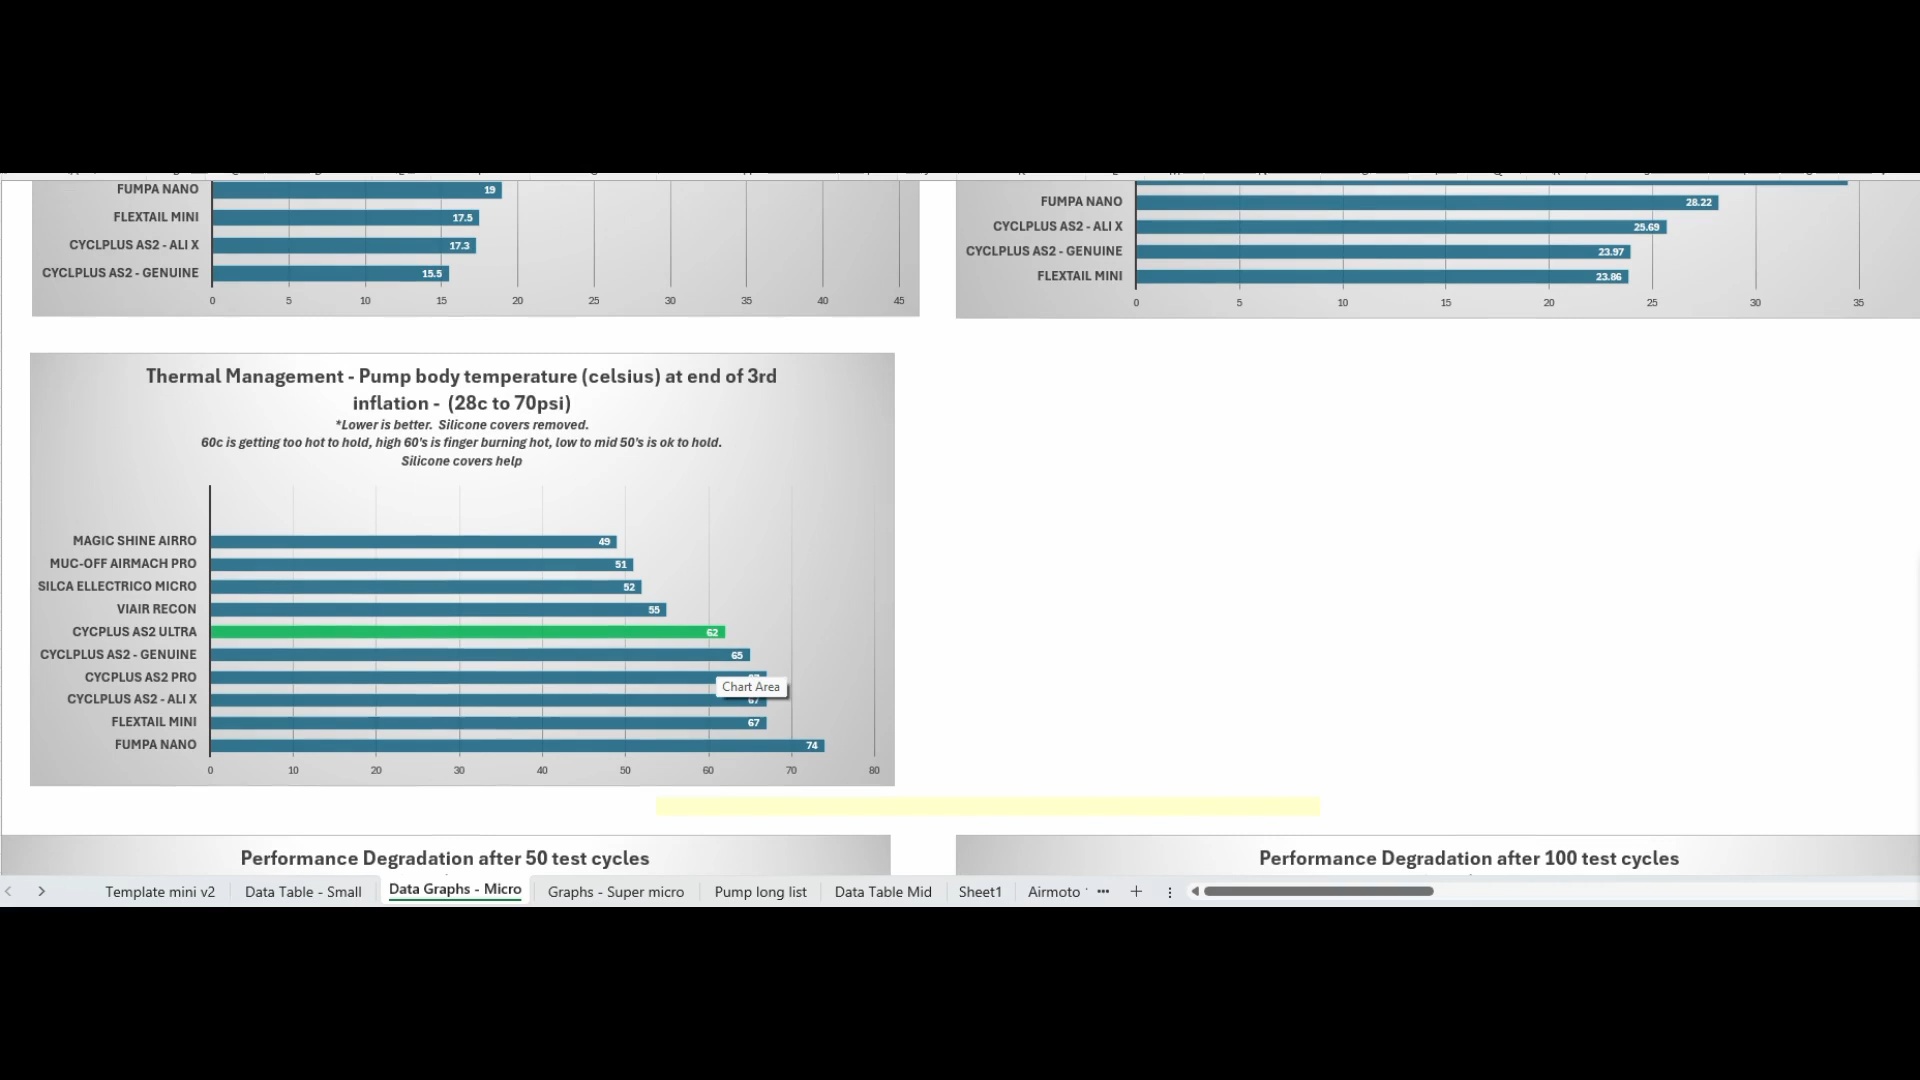 FUMPA NANO 19
FLEXTAIL MINI 17.5
CYCLPLUS AS2 - ALI X 17.3
CYCLPLUS AS2 - GENUINE 15.5
0 5 10 15 20 25 30 35 40 45
FUMPA NANO 28.22
CYCLPLUS AS2 - ALI X 25.69
CYCLPLUS AS2 - GENUINE 23.97
FLEXTAIL MINI 23.86
0 5 10 15 20 25 30 35
Thermal Management - Pump body temperature (celsius) at end of 3rd
inflation - (28c to 70psi)
*Lower is better. Silicone covers removed.
60c is getting too hot to hold, high 60's is finger burning hot, low to mid 50's is ok to hold.
Silicone covers help
MAGIC SHINE AIRRO 49
MUC-OFF AIRMACH PRO 51
SILCA ELLECTRICO MICRO 52
VIAIR RECON 55
CYCPLUS AS2 ULTRA 62
CYCLPLUS AS2 - GENUINE 65
CYCPLUS AS2 PRO
Chart Area
CYCLPLUS AS2 - ALI X 67
FLEXTAIL MINI 67
FUMPA NANO 74
0 10 20 30 40 50 60 70 80
Performance Degradation after 50 test cycles
Performance Degradation after 100 test cycles
Template mini v2 Data Table - Small Data Graphs - Micro Graphs - Super micro Pump long list Data Table Mid Sheet1 Airmoto